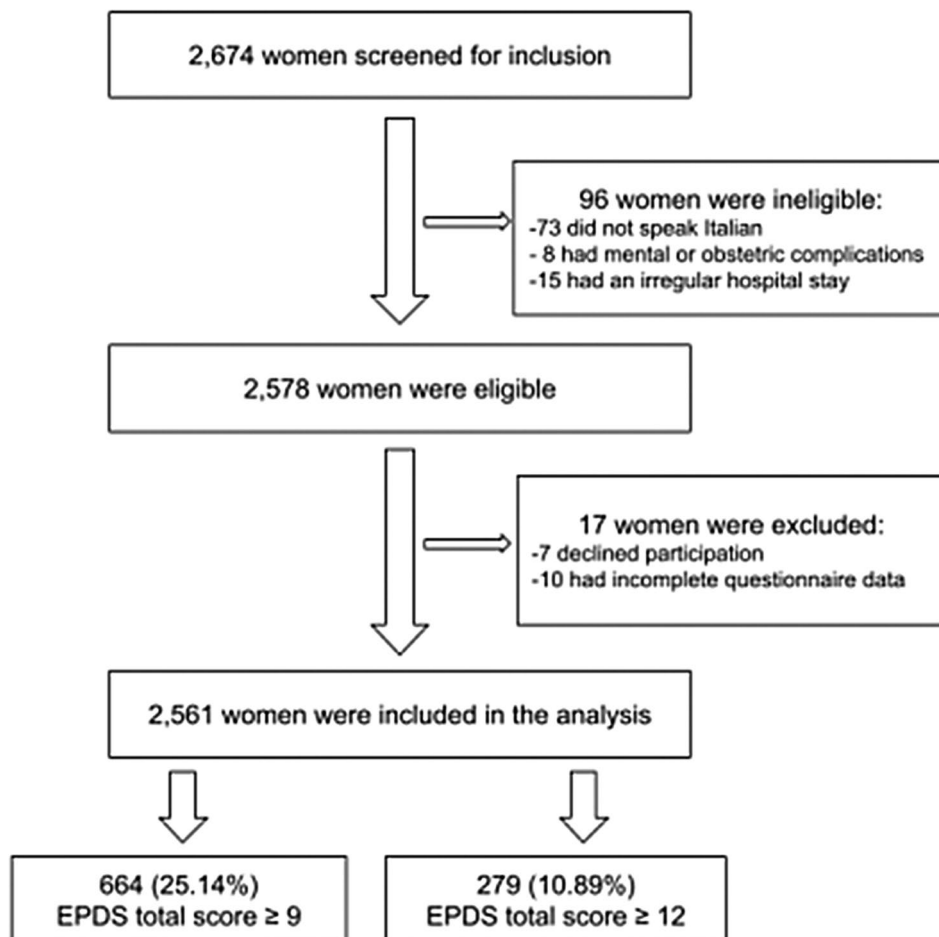 2,674 women screened for inclusion
96 women were ineligible:
-73 did not speak Italian
- 8 had mental or obstetric complications
-15 had an irregular hospital stay
2,578 women were eligible
17 women were excluded:
-7 declined participation
-10 had incomplete questionnaire data
2,561 women were included in the analysis
664 (25.14%)
EPDS total score ≥ 9
279 (10.89%)
EPDS total score ≥ 12